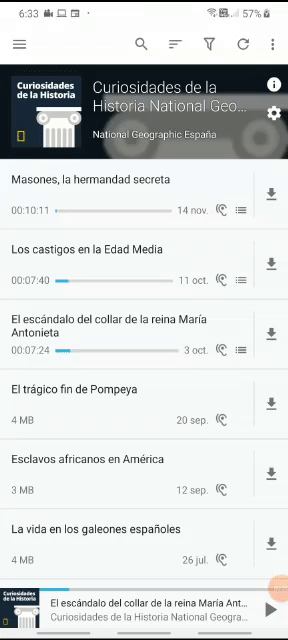 6:33
57%
Curiosidades de la Historia
Curiosidades de la
Historia National Geo...
National Geographic España
Masones, la hermandad secreta
00:10:11 14 nov.
Los castigos en la Edad Media
00:07:40 11 oct.
El escándalo del collar de la reina María
Antonieta
00:07:24 3 oct.
El trágico fin de Pompeya
4 MB 20 sep.
Esclavos africanos en América
3 MB 12 sep.
La vida en los galeones españoles
4 MB 26 jul.
Curiosidades de la Historia
El escándalo del collar de la reina María Ant...
Curiosidades de la Historia National Geogra...